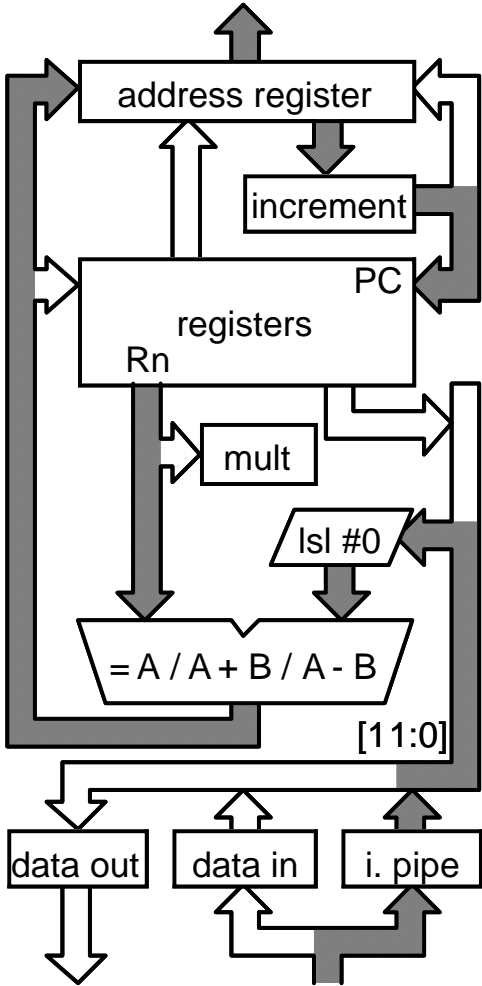 address register
increment
PC
registers
Rn
mult
lsl #0
= A / A + B / A - B
[11:0]
data out
data in
i. pipe